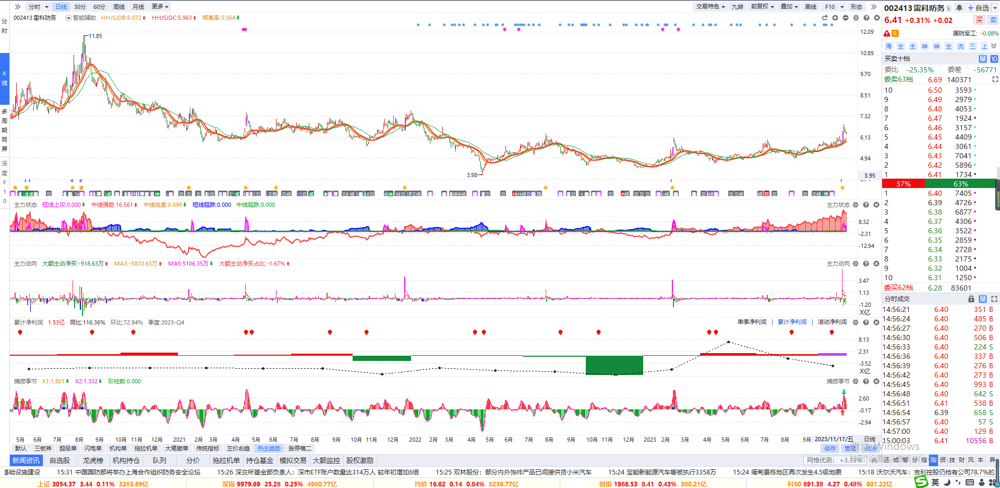 分时 日线 30分 60分 周线 月线 更多
交易特色 九转 前复权 叠加 画线 F10 形态
002413 雷科防务
自选
002413 雷科防务 智能辅助 HHJSJDB:6.072 HHJSJDC:5.963 乖离率:5.564
6.41 +0.31% +0.02 买 卖
R 国防军工: -0.08%
海 主 主 神 神 主 流 三 上
分时
K线
多周期同屏
深度F10
11.85
3.98
12.09
10.89
9.70
8.51
7.32
6.13
4.94
3.95
主力状态 短线上攻:0.000 中线强势:16.561 中线控盘:0.696 短线超跌:0.000 中线超跌:0.000
主力状态
8.32
-2.31
-12.94
主力动向 大额主动净买:-918.63万 MA3:-5870.63万 MA5:5106.35万 大额主动净买占比:-1.67%
主力动向
3.47
1.13
-1.20
X亿
累计净利润 1.53亿 同比:116.36% 环比:72.84% 季度:2023-Q4
单季净利润 | 累计净利润 | 滚动净利润
8.13
2.31
-3.52
X亿
捕捞季节 X1:1.801 X2:1.332 彩柱数:0.000
捕捞季节
2.60
-0.17
-2.94
5月 6月 7月 8月 9月 10月 11月 12月 2021 2月 3月 4月 5月 6月 7月 8月 9月 10月 11月 12月 2022 2月 3月 4月 5月 6月 7月 8月 9月 10月 11月 12月 2023 2月 3月 4月 5月 6月 7月 8月 9月 2023/11/17/五 日线
默认 三板斧 超级单 闪电单 机构单 拖拉机单 大笔撤单 传统指标 左价右趋 热主趋势 涨停横二
保存 管理 战法
买卖十档 量 10
委比 -25.35% 委差 -56771
委卖63档 6.69 140371
10 6.50 3593
9 6.49 2979
8 6.48 4053
7 6.47 1924
6 6.46 3157
5 6.45 4409
4 6.44 3061
3 6.43 7041
2 6.42 5896
1 6.41 1734
37% 63%
1 6.40 7405
2 6.39 4726
3 6.38 6877
4 6.37 4306
5 6.36 3522
6 6.35 2859
7 6.34 2728
8 6.33 2175
9 6.32 1004
10 6.31 1250
委买62档 6.28 83601
分时成交 量
14:56:21 6.40 351 B
14:56:24 6.40 485 B
14:56:27 6.40 270 B
14:56:30 6.40 506 B
14:56:33 6.40 224 S
14:56:36 6.40 337 B
14:56:39 6.40 276 B
14:56:42 6.40 273 B
14:56:45 6.40 993 B
14:56:48 6.40 642 S
14:56:51 6.41 538 B
14:56:54 6.39 658 S
14:56:57 6.40 57 S
14:57:00 6.40 129 B
15:00:03 6.41 10556 B
激活 Windows
新闻资讯 自选股 龙虎榜 机构持仓 队列 分价 拖拉机单 持仓基金 模拟交易 大额监控 股权激励
网格优测: +3.33%
还 成 筹 分 指 报 资 技 财 风 本 异
基础设施建设 15:31 中国国防部将举办上海合作组织防务安全论坛 15:26 深交所基金部负责人：深市ETF账户数量达314万人 较年初增加6倍 15:25 双林股份：部分内外饰件产品已间接供货小米汽车 15:24 宝能新能源汽车等被执行3358万 15:24 缅甸景栋地区再次发生4.5级地震 15:18 沃尔沃汽车：吉利控股仍持有公司78.7%的
上证 3054.37 3.44 0.11% 3285.69亿 深指 9979.69 25.28 0.25% 4980.77亿 均价 16.62 0.14 0.84% 8236.77亿 创指 1986.53 8.41 0.43% 380.21亿 科50 891.38 4.27 0.48% 601.22亿
英